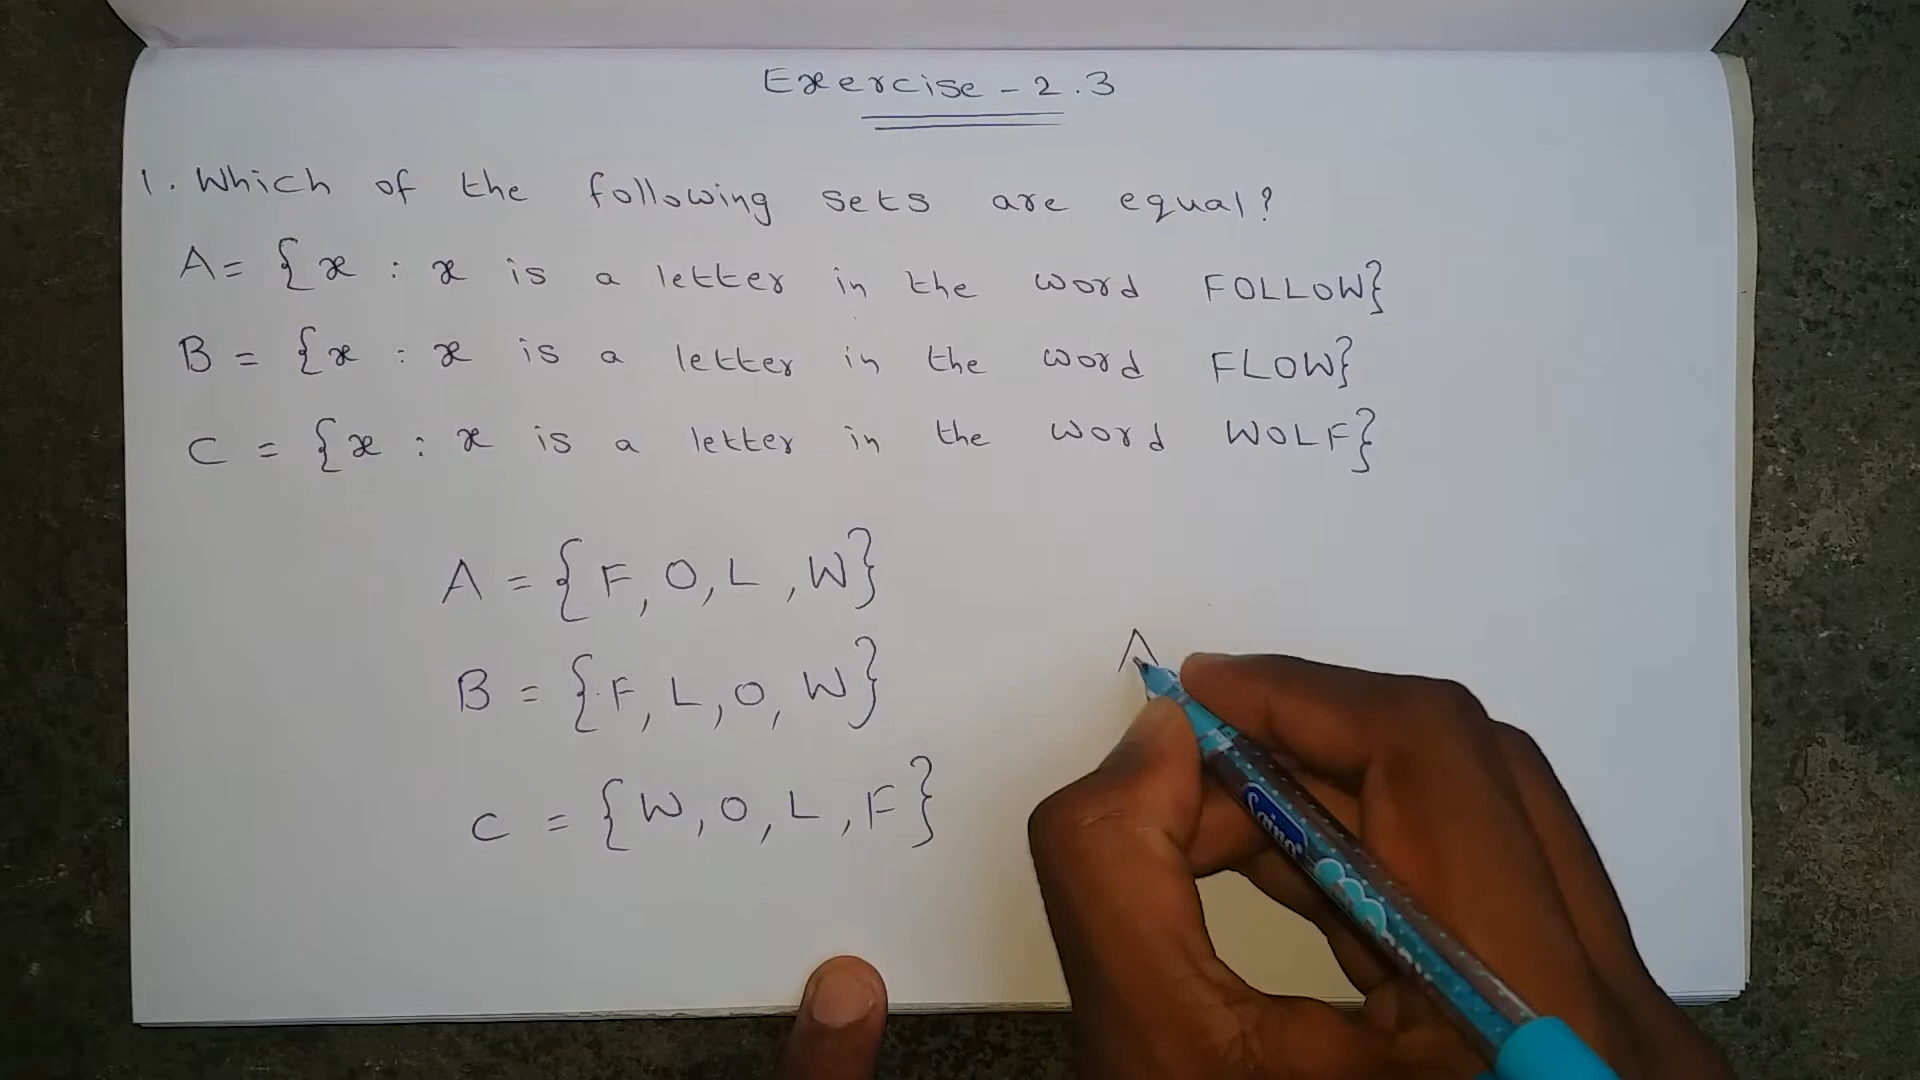 Exercise - 2.3
1. Which of the following sets are equal?
A = {x : x is a letter in the word FOLLOW}
B = {x : x is a letter in the word FLOW}
C = {x : x is a letter in the word WOLF}
A = {F, O, L, W}
B = {F, L, O, W}
C = {W, O, L, F}
A